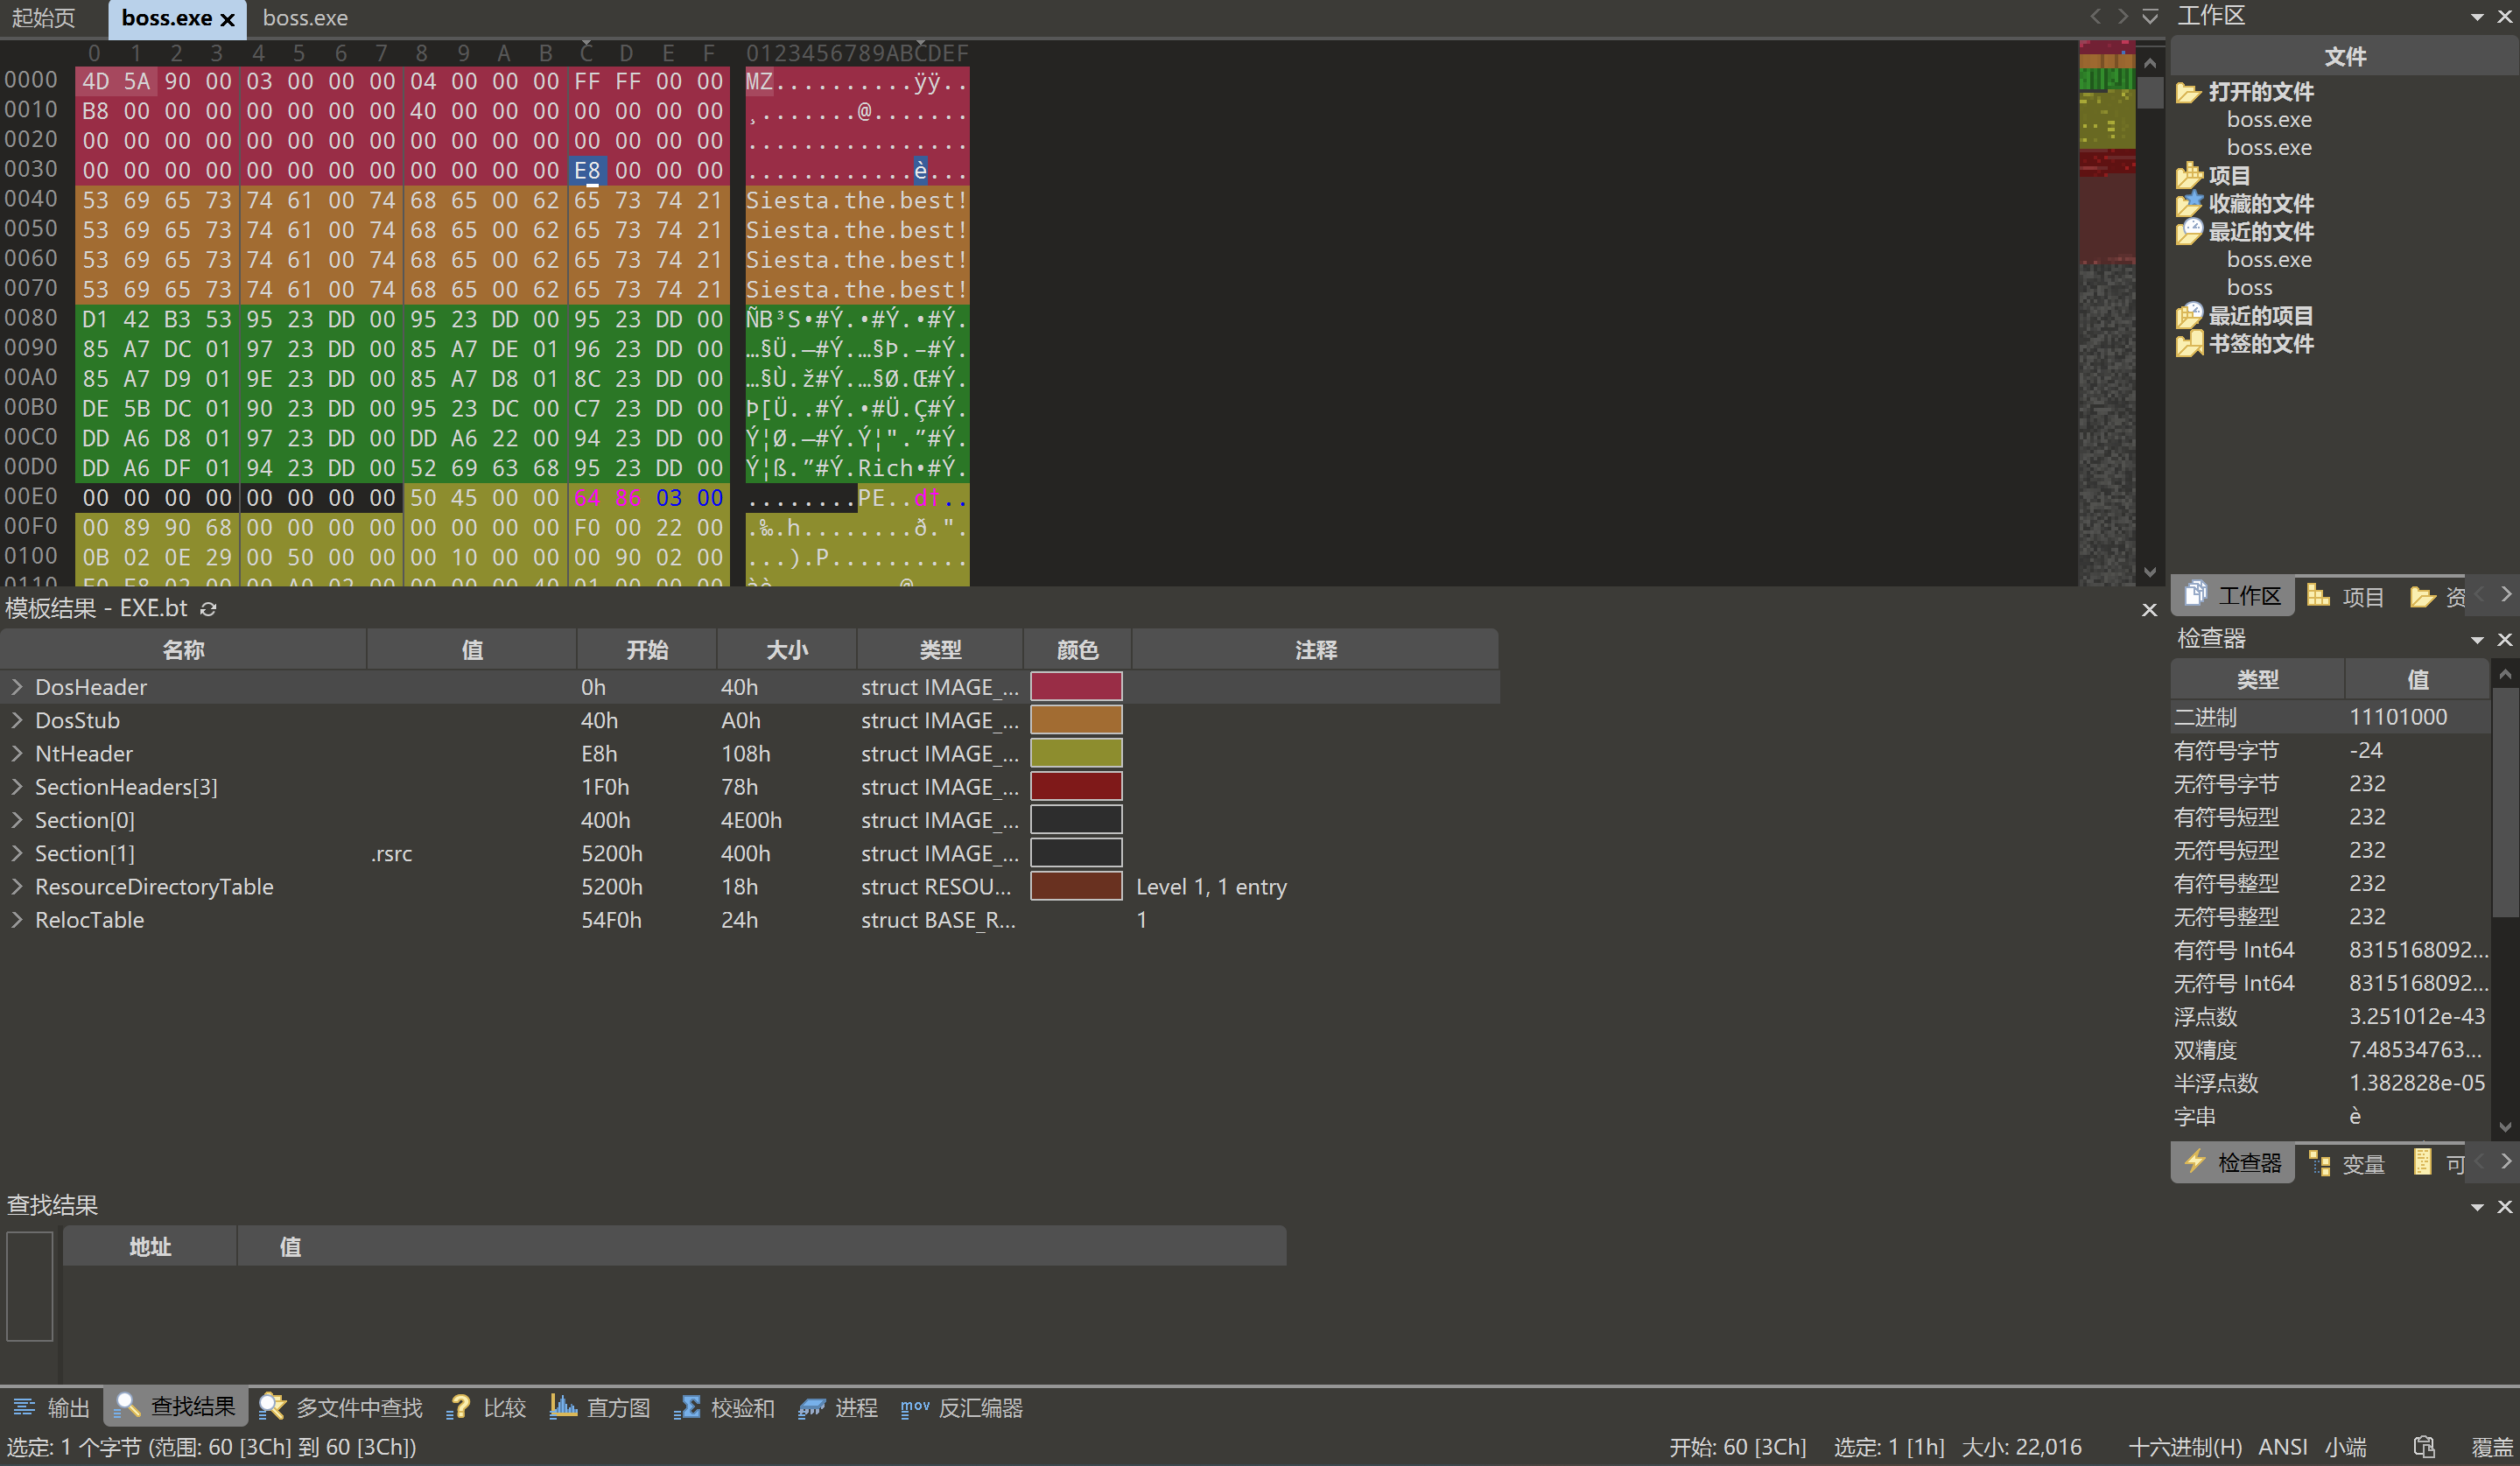 起始页 boss.exe boss.exe
0 1 2 3 4 5 6 7 8 9 A B C D E F 0123456789ABCDEF
0000 4D 5A 90 00 03 00 00 00 04 00 00 00 FF FF 00 00 MZ..........ÿÿ..
0010 B8 00 00 00 00 00 00 00 40 00 00 00 00 00 00 00 ¸.......@.......
0020 00 00 00 00 00 00 00 00 00 00 00 00 00 00 00 00 ................
0030 00 00 00 00 00 00 00 00 00 00 00 00 E8 00 00 00 ............è...
0040 53 69 65 73 74 61 00 74 68 65 00 62 65 73 74 21 Siesta.the.best!
0050 53 69 65 73 74 61 00 74 68 65 00 62 65 73 74 21 Siesta.the.best!
0060 53 69 65 73 74 61 00 74 68 65 00 62 65 73 74 21 Siesta.the.best!
0070 53 69 65 73 74 61 00 74 68 65 00 62 65 73 74 21 Siesta.the.best!
0080 D1 42 B3 53 95 23 DD 00 95 23 DD 00 95 23 DD 00 ÑB³S•#Ý.•#Ý.•#Ý.
0090 85 A7 DC 01 97 23 DD 00 85 A7 DE 01 96 23 DD 00 …§Ü.—#Ý.…§Þ.–#Ý.
00A0 85 A7 D9 01 9E 23 DD 00 85 A7 D8 01 8C 23 DD 00 …§Ù.ž#Ý.…§Ø.Œ#Ý.
00B0 DE 5B DC 01 90 23 DD 00 95 23 DC 00 C7 23 DD 00 Þ[Ü..#Ý.•#Ü.Ç#Ý.
00C0 DD A6 D8 01 97 23 DD 00 DD A6 22 00 94 23 DD 00 Ý¦Ø.—#Ý.Ý¦".”#Ý.
00D0 DD A6 DF 01 94 23 DD 00 52 69 63 68 95 23 DD 00 Ý¦ß.”#Ý.Rich•#Ý.
00E0 00 00 00 00 00 00 00 00 50 45 00 00 64 86 03 00 ........PE..d†..
00F0 00 89 90 68 00 00 00 00 00 00 00 00 F0 00 22 00 .‰.h........ð.".
0100 0B 02 0E 29 00 50 00 00 00 10 00 00 00 90 02 00 ...).P..........
工作区
文件
打开的文件
boss.exe
boss.exe
项目
收藏的文件
最近的文件
boss.exe
boss
最近的项目
书签的文件
工作区 项目 资
模板结果 - EXE.bt
名称 值 开始 大小 类型 颜色 注释
DosHeader 0h 40h struct IMAGE_...
DosStub 40h A0h struct IMAGE_...
NtHeader E8h 108h struct IMAGE_...
SectionHeaders[3] 1F0h 78h struct IMAGE_...
Section[0] 400h 4E00h struct IMAGE_...
Section[1] .rsrc 5200h 400h struct IMAGE_...
ResourceDirectoryTable 5200h 18h struct RESOU... Level 1, 1 entry
RelocTable 54F0h 24h struct BASE_R... 1
检查器
类型 值
二进制 11101000
有符号字节 -24
无符号字节 232
有符号短型 232
无符号短型 232
有符号整型 232
无符号整型 232
有符号 Int64 8315168092...
无符号 Int64 8315168092...
浮点数 3.251012e-43
双精度 7.48534763...
半浮点数 1.382828e-05
字串 è
检查器 变量 可
查找结果
地址 值
输出 查找结果 多文件中查找 比较 直方图 校验和 进程 mov 反汇编器
选定: 1 个字节 (范围: 60 [3Ch] 到 60 [3Ch]) 开始: 60 [3Ch] 选定: 1 [1h] 大小: 22,016 十六进制(H) ANSI 小端 覆盖